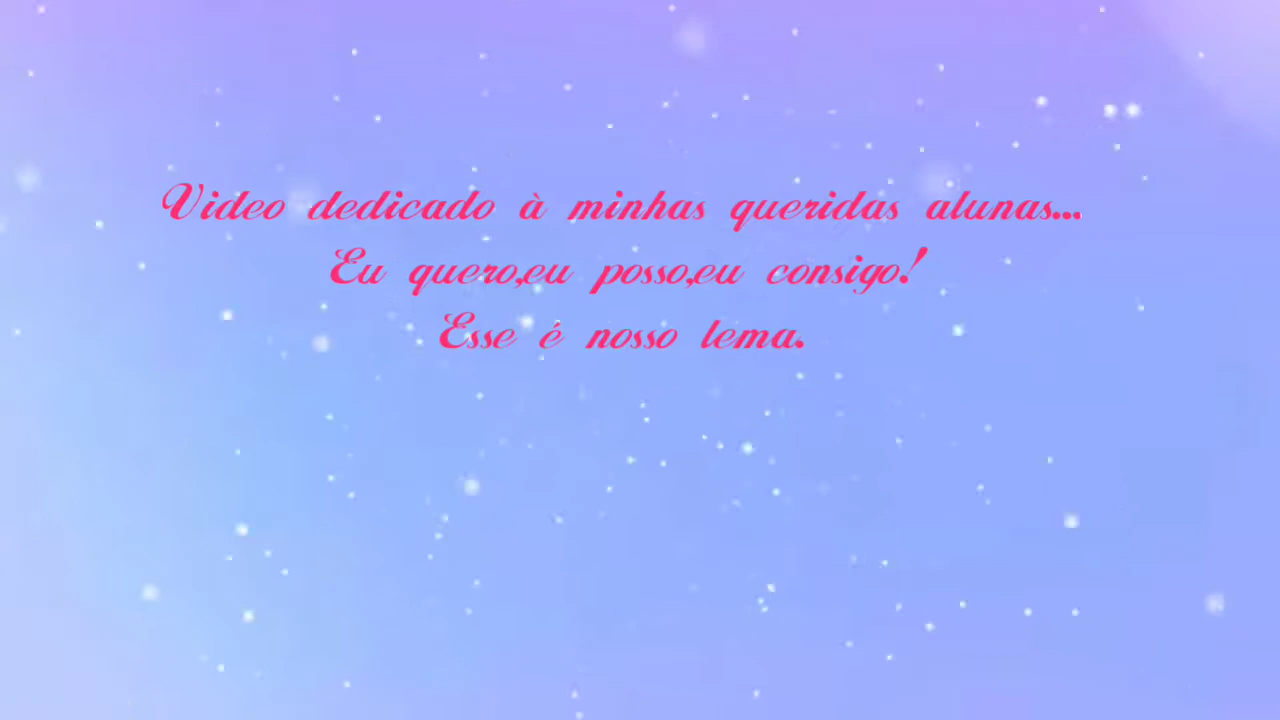 Video dedicado à minhas queridas alunas...
Eu quero,eu posso,eu consigo!
Esse é nosso lema.